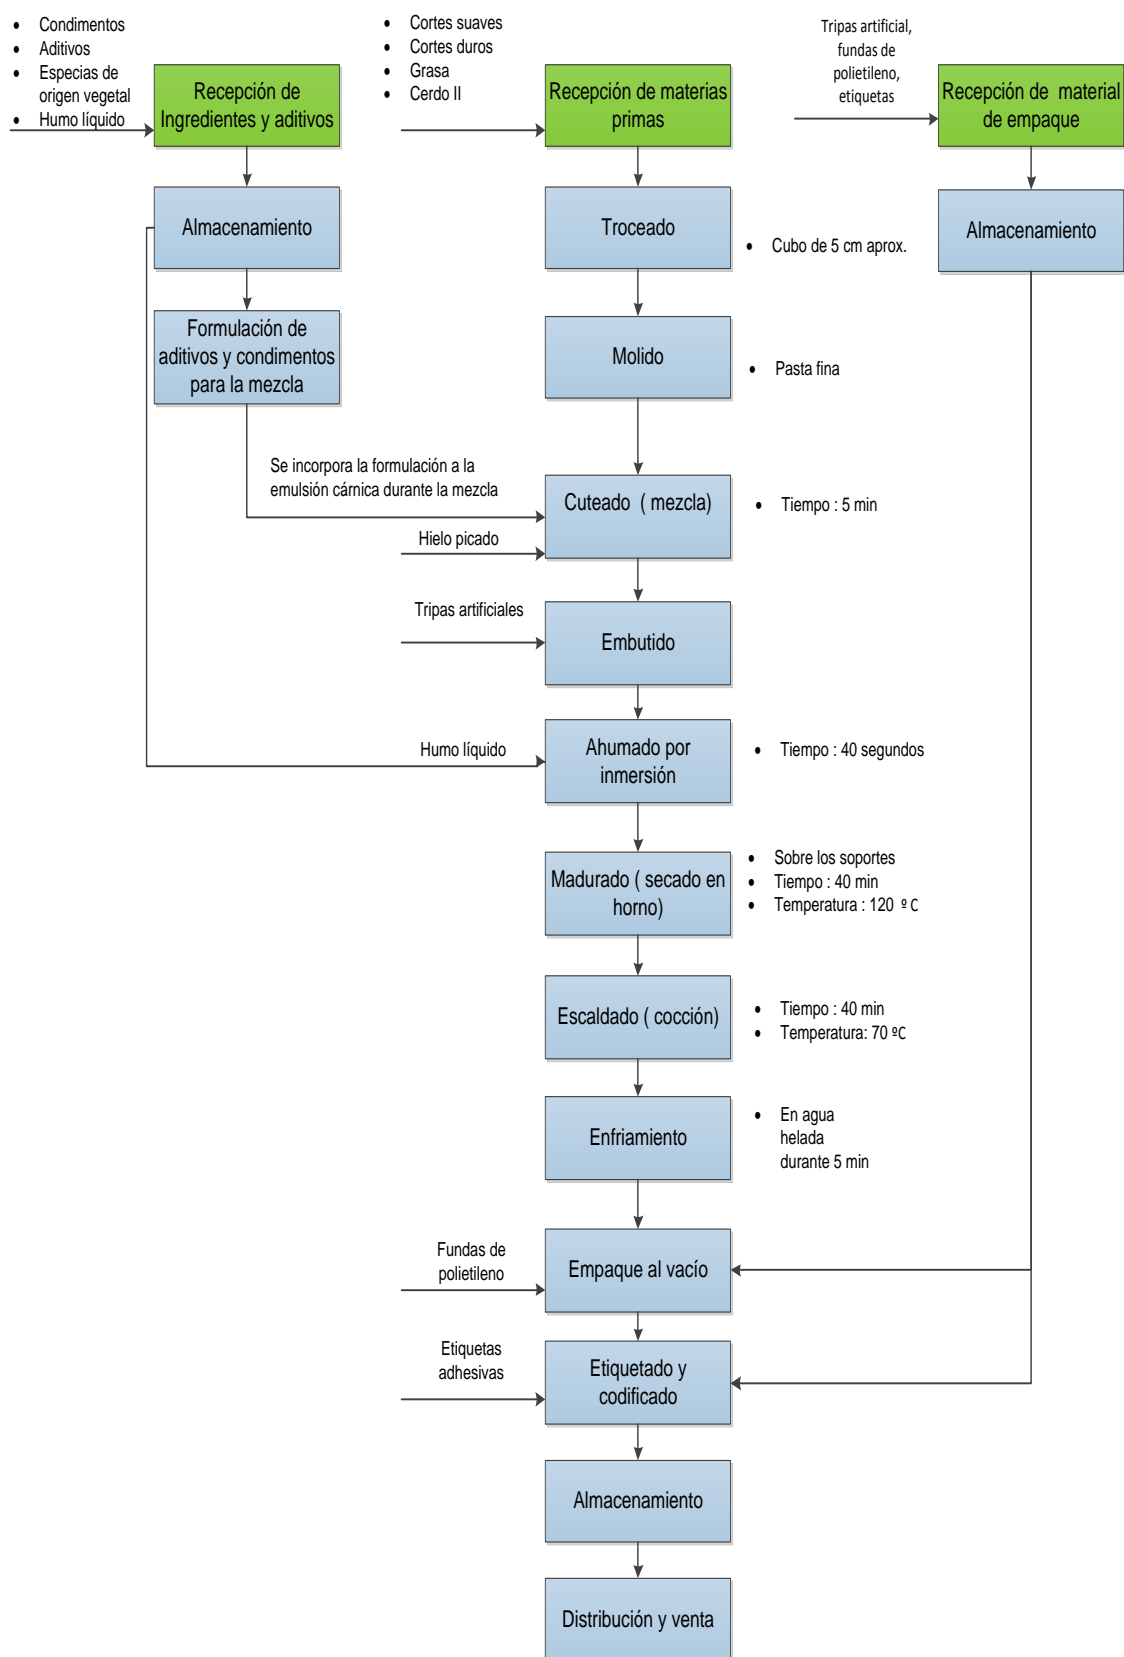 • Condimentos
• Aditivos
• Especias de
origen vegetal
• Humo líquido
Recepción de
Ingredientes y aditivos
Almacenamiento
Formulación de
aditivos y condimentos
para la mezcla
Se incorpora la formulación a la
emulsión cárnica durante la mezcla
Hielo picado
Tripas artificiales
Humo líquido
Fundas de
polietileno
Etiquetas
adhesivas
• Cortes suaves
• Cortes duros
• Grasa
• Cerdo II
Recepción de materias
primas
Troceado
• Cubo de 5 cm aprox.
Molido
• Pasta fina
Cuteado ( mezcla)
• Tiempo : 5 min
Embutido
Ahumado por
inmersión
• Tiempo : 40 segundos
Madurado ( secado en
horno)
• Sobre los soportes
• Tiempo : 40 min
• Temperatura : 120 º C
Escaldado ( cocción)
• Tiempo : 40 min
• Temperatura: 70 ºC
Enfriamiento
• En agua
helada
durante 5 min
Empaque al vacío
Etiquetado y
codificado
Almacenamiento
Distribución y venta
Tripas artificial,
fundas de
polietileno,
etiquetas
Recepción de material
de empaque
Almacenamiento